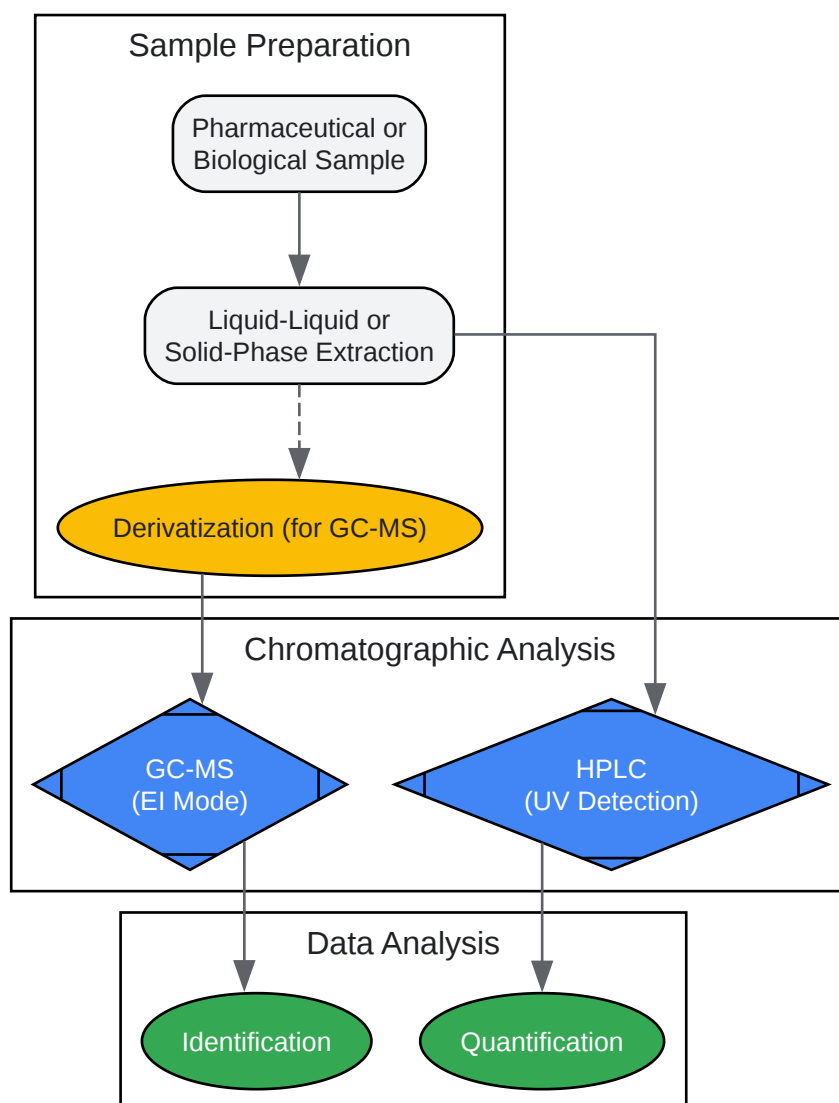 Sample Preparation
Pharmaceutical or
Biological Sample
Liquid-Liquid or
Solid-Phase Extraction
Derivatization (for GC-MS)
Chromatographic Analysis
GC-MS
(EI Mode)
HPLC
(UV Detection)
Data Analysis
Identification
Quantification